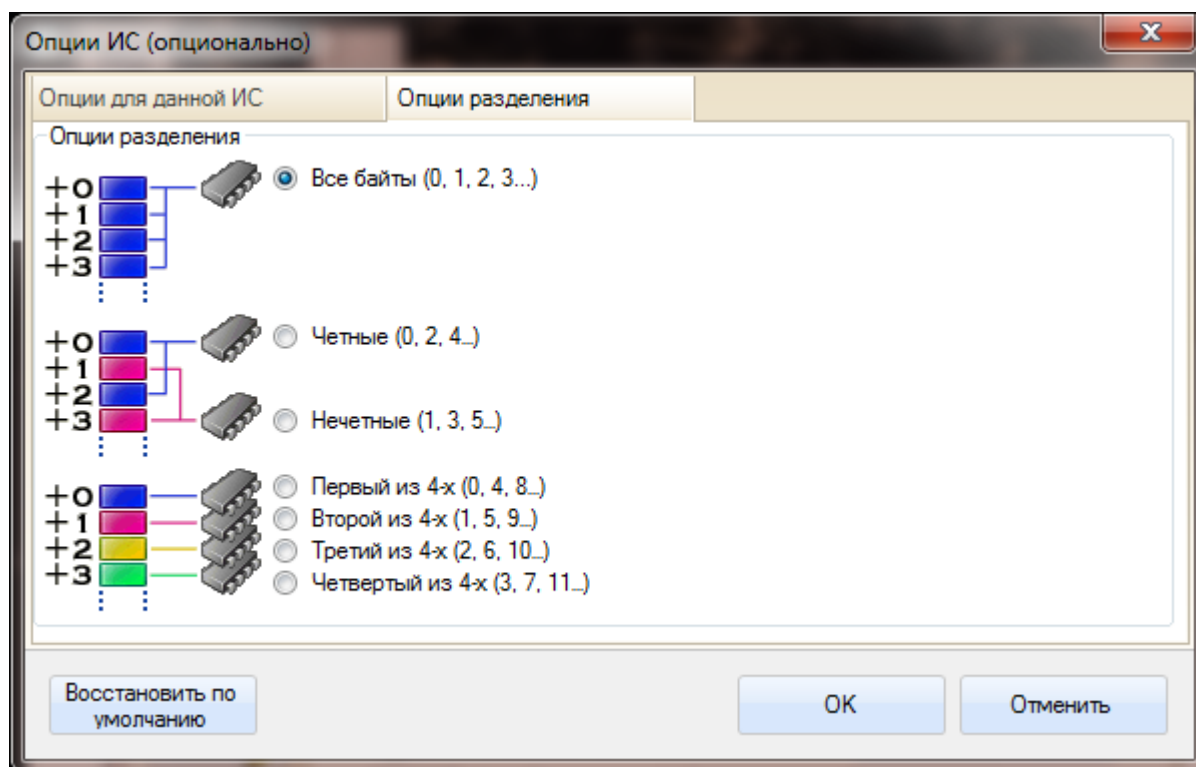 Опции ИС (опционально)
Опции для данной ИС
Опции разделения
Опции разделения
+0
+1
+2
+3
Все байты (0, 1, 2, 3...)
+0
+1
+2
+3
Четные (0, 2, 4...)
Нечетные (1, 3, 5...)
+0
+1
+2
+3
Первый из 4-х (0, 4, 8...)
Второй из 4-х (1, 5, 9...)
Третий из 4-х (2, 6, 10...)
Четвертый из 4-х (3, 7, 11...)
Восстановить по
умолчанию
OK
Отменить